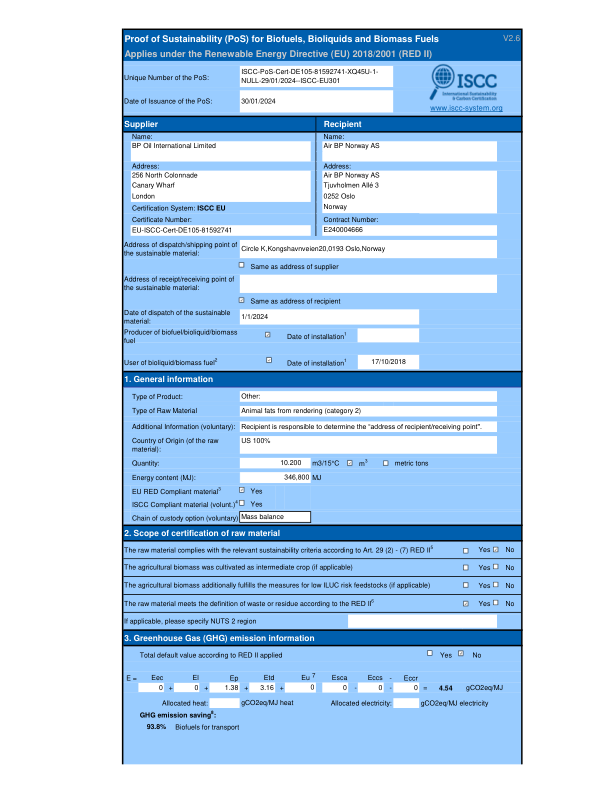 Proof of Sustainability (PoS) for Biofuels, Bioliquids and Biomass Fuels V2.6
Applies under the Renewable Energy Directive (EU) 2018/2001 (RED II)
Unique Number of the PoS:
ISCC-PoS-Cert-DE105-81592741-XQ45U-1-
NULL-29/01/2024--ISCC-EU301
ISCC
International Sustainability
& Carbon Certification
Date of Issuance of the PoS: 30/01/2024
www.iscc-system.org
Supplier Recipient
Name: Name:
BP Oil International Limited Air BP Norway AS
Address: Address:
256 North Colonnade Air BP Norway AS
Canary Wharf Tjuvholmen Allé 3
London 0252 Oslo
Certification System: ISCC EU Norway
Certificate Number: Contract Number:
EU-ISCC-Cert-DE105-81592741 E240004666
Address of dispatch/shipping point of
the sustainable material:
Circle K,Kongshavnveien20,0193 Oslo,Norway
Same as address of supplier
Address of receipt/receiving point of
the sustainable material:
Same as address of recipient
Date of dispatch of the sustainable
material:
1/1/2024
Producer of biofuel/bioliquid/biomass
fuel
Date of installation1
User of bioliquid/biomass fuel2 Date of installation1 17/10/2018
1. General information
Type of Product: Other:
Type of Raw Material Animal fats from rendering (category 2)
Additional Information (voluntary): Recipient is responsible to determine the "address of recipient/receiving point".
Country of Origin (of the raw
material):
US 100%
Quantity: 10.200 m3/15°C m3 metric tons
Energy content (MJ): 346,800 MJ
EU RED Compliant material3 Yes
ISCC Compliant material (volunt.)4 Yes
Chain of custody option (voluntary) Mass balance
2. Scope of certification of raw material
The raw material complies with the relevant sustainability criteria according to Art. 29 (2) - (7) RED II5 Yes No
The agricultural biomass was cultivated as intermediate crop (if applicable) Yes No
The agricultural biomass additionally fulfills the measures for low ILUC risk feedstocks (if applicable) Yes No
The raw material meets the definition of waste or residue according to the RED II6 Yes No
If applicable, please specify NUTS 2 region
3. Greenhouse Gas (GHG) emission information
Total default value according to RED II applied Yes No
E = Eec El Ep Etd Eu 7 Esca Eccs - Eccr
0 + 0 + 1.38 + 3.16 + 0 0 - 0 - 0 = 4.54 gCO2eq/MJ
Allocated heat: gCO2eq/MJ heat Allocated electricity: gCO2eq/MJ electricity
GHG emission saving8:
93.8% Biofuels for transport